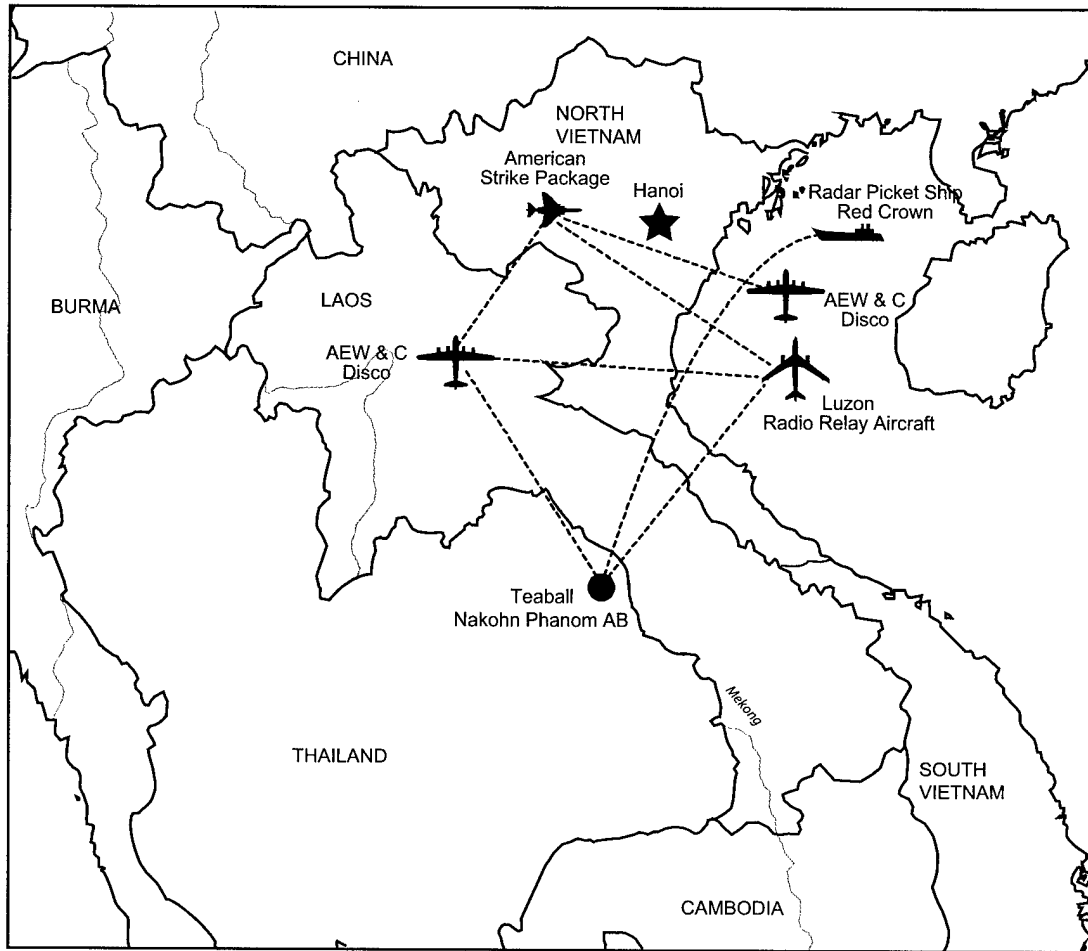 CHINA
NORTH
VIETNAM
American
Strike Package
Hanoi
Radar Picket Ship
Red Crown
BURMA
LAOS
AEW & C
Disco
AEW & C
Disco
Luzon
Radio Relay Aircraft
Teaball
Nakohn Phanom AB
Mekong
THAILAND
SOUTH
VIETNAM
CAMBODIA